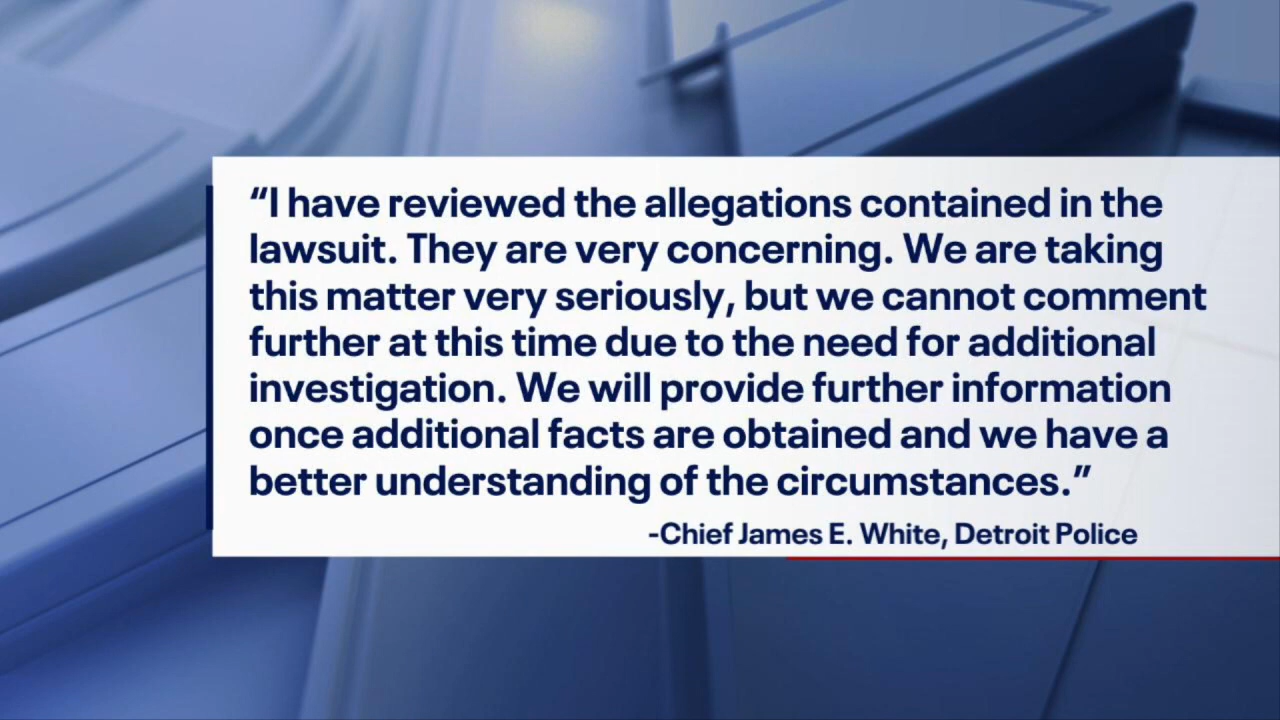 “I have reviewed the allegations contained in the
lawsuit. They are very concerning. We are taking
this matter very seriously, but we cannot comment
further at this time due to the need for additional
investigation. We will provide further information
once additional facts are obtained and we have a
better understanding of the circumstances.”
-Chief James E. White, Detroit Police